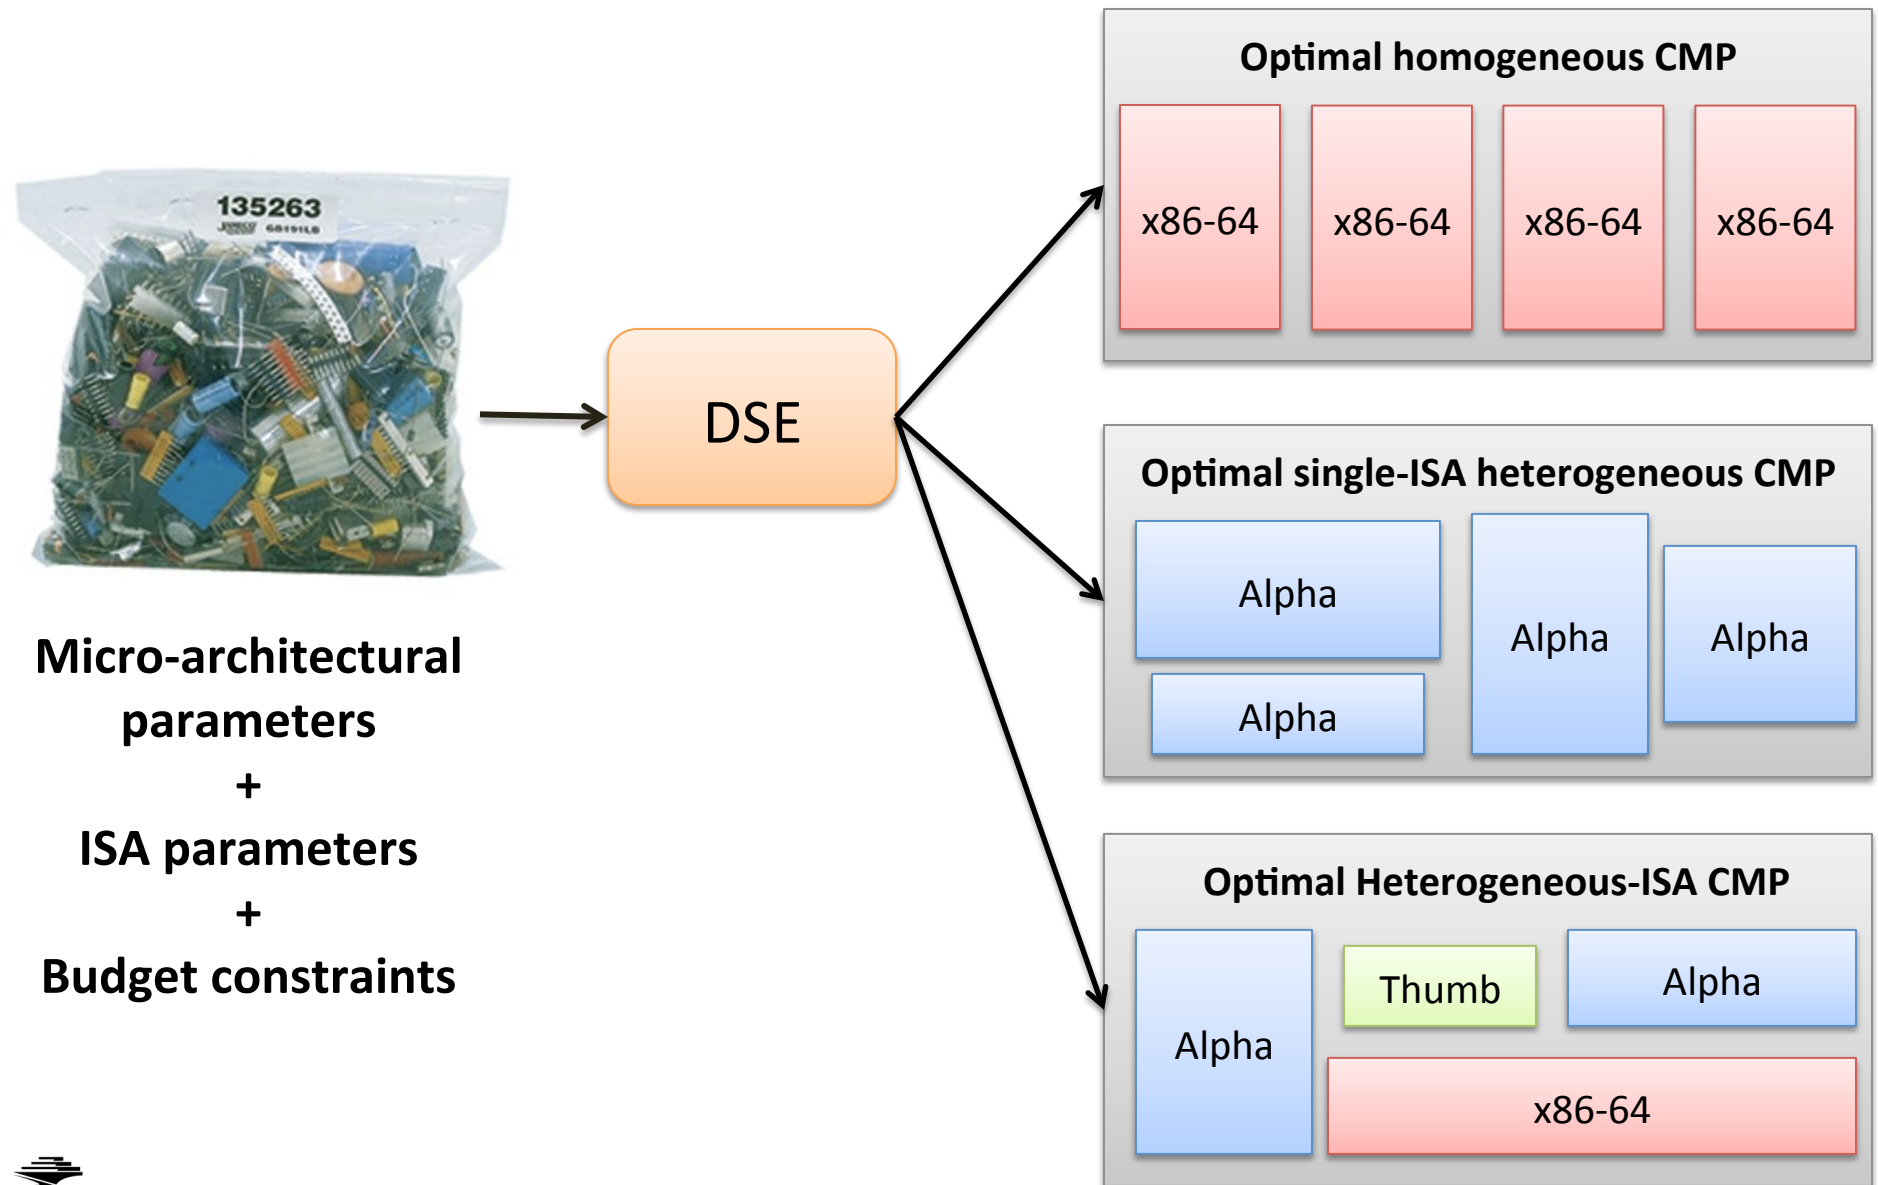 135263
JAMECO 68191LB
Micro-architectural
parameters
+
ISA parameters
+
Budget constraints
DSE
Optimal homogeneous CMP
x86-64 x86-64 x86-64 x86-64
Optimal single-ISA heterogeneous CMP
Alpha
Alpha
Alpha
Alpha
Optimal Heterogeneous-ISA CMP
Alpha
Thumb
Alpha
x86-64